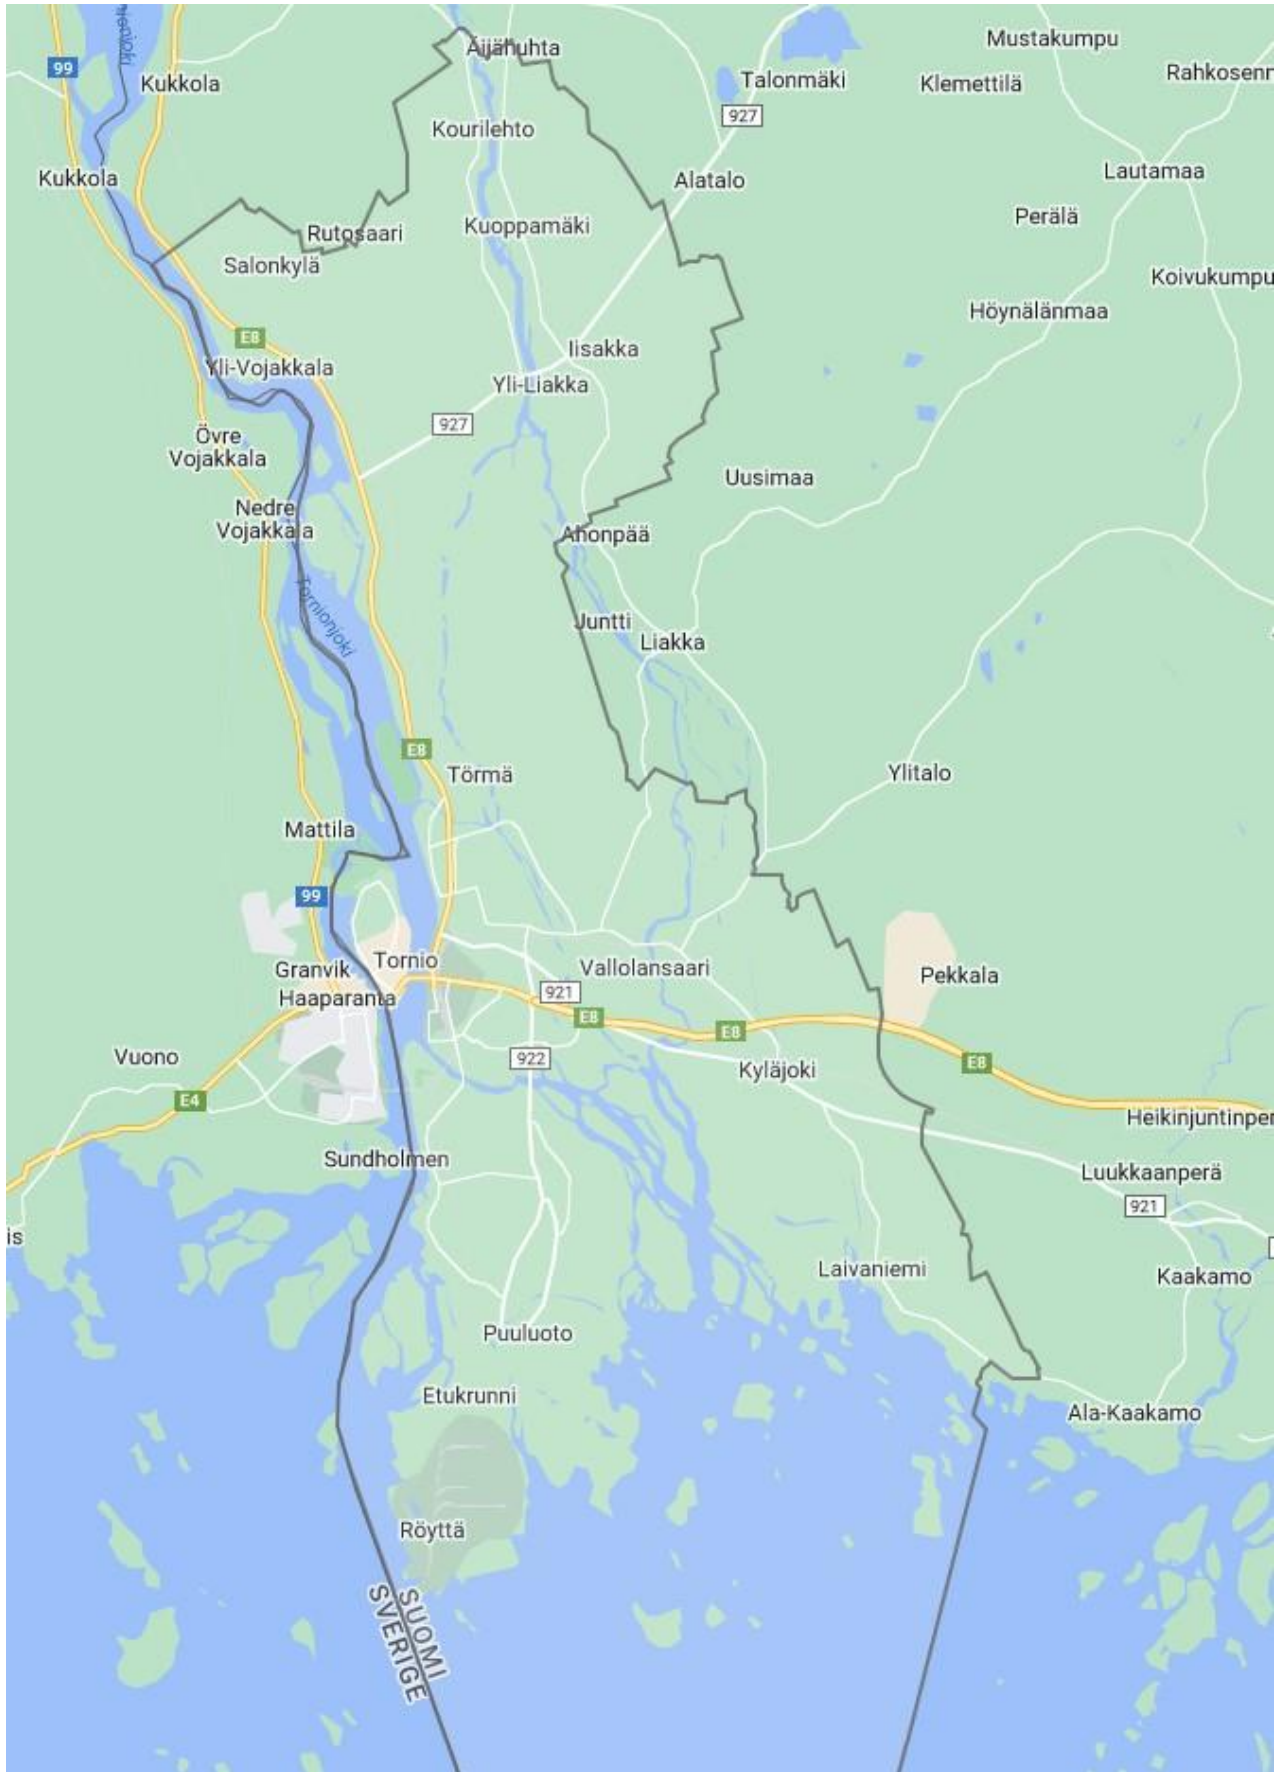 Äijähuhta
Mustakumpu
99
Kukkola
Talonmäki
Klemettilä
Rahkosenn
927
Kourilehto
Kukkola
Alatalo
Lautamaa
Perälä
Rutosaari
Kuoppamäki
Salonkylä
Koivukumpu
Höynälänmaa
E8
Iisakka
Yli-Vojakkala
Yli-Liakka
927
Övre
Vojakkala
Uusimaa
Nedre
Vojakkala
Ahonpää
Tornionjoki
Juntti
Liakka
E8
Törmä
Ylitalo
Mattila
99
Tornio
Granvik
Vallolansaari
Pekkala
Haaparanta
921
E8
E8
Vuono
922
Kyläjoki
E8
E4
Heikinjuntinper
Sundholmen
Luukkaanperä
921
is
Laivaniemi
Kaakamo
Puuluoto
Etukrunni
Ala-Kaakamo
Röyttä
SUOMI
SVERIGE